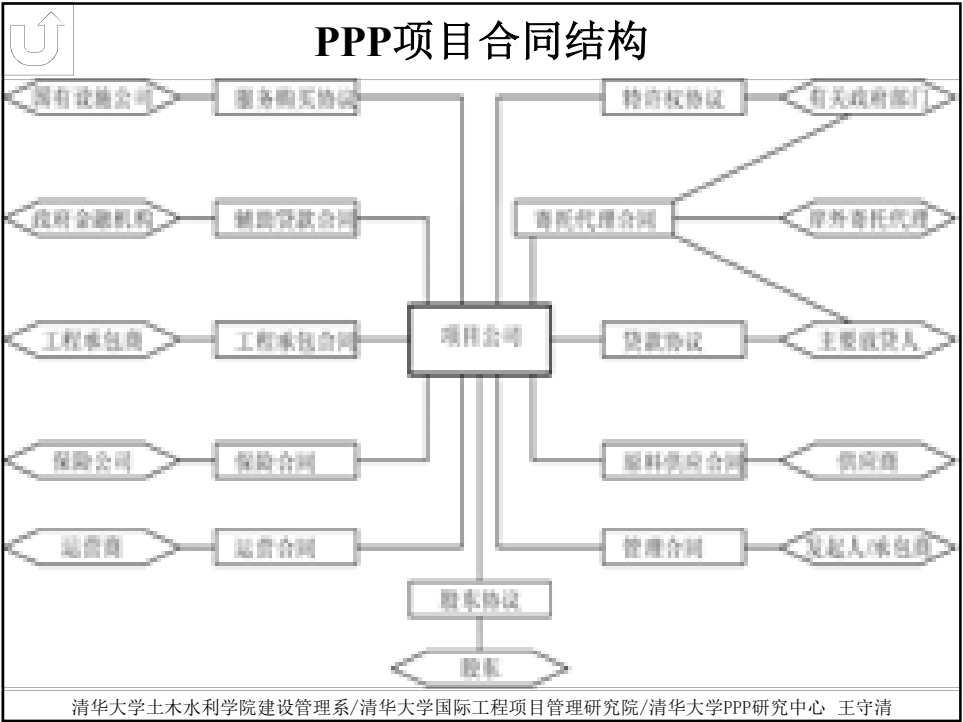 PPP项目合同结构
国有设施公司 服务购买协议 特许权协议 有关政府部门
政府金融机构 辅助贷款合同 寄托代理合同 岸外寄托代理
工程承包商 工程承包合同 项目公司 贷款协议 主要放贷人
保险公司 保险合同 原料供应合同 供应商
运营商 运营合同 管理合同 发起人/承包商
股东协议
股东
清华大学土木水利学院建设管理系/清华大学国际工程项目管理研究院/清华大学PPP研究中心 王守清